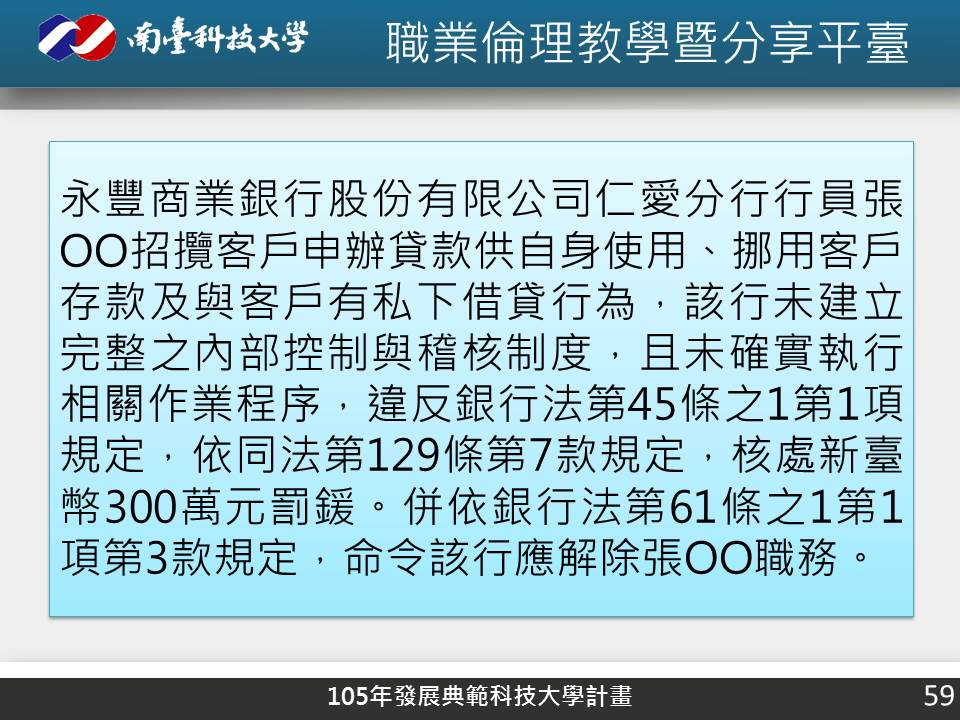 南臺科技大學
職業倫理教學暨分享平臺
永豐商業銀行股份有限公司仁愛分行行員張
OO招攬客戶申辦貸款供自身使用、挪用客戶
存款及與客戶有私下借貸行為，該行未建立
完整之內部控制與稽核制度，且未確實執行
相關作業程序，違反銀行法第45條之1第1項
規定，依同法第129條第7款規定，核處新臺
幣300萬元罰鍰。併依銀行法第61條之1第1
項第3款規定，命令該行應解除張OO職務。
105年發展典範科技大學計畫
59